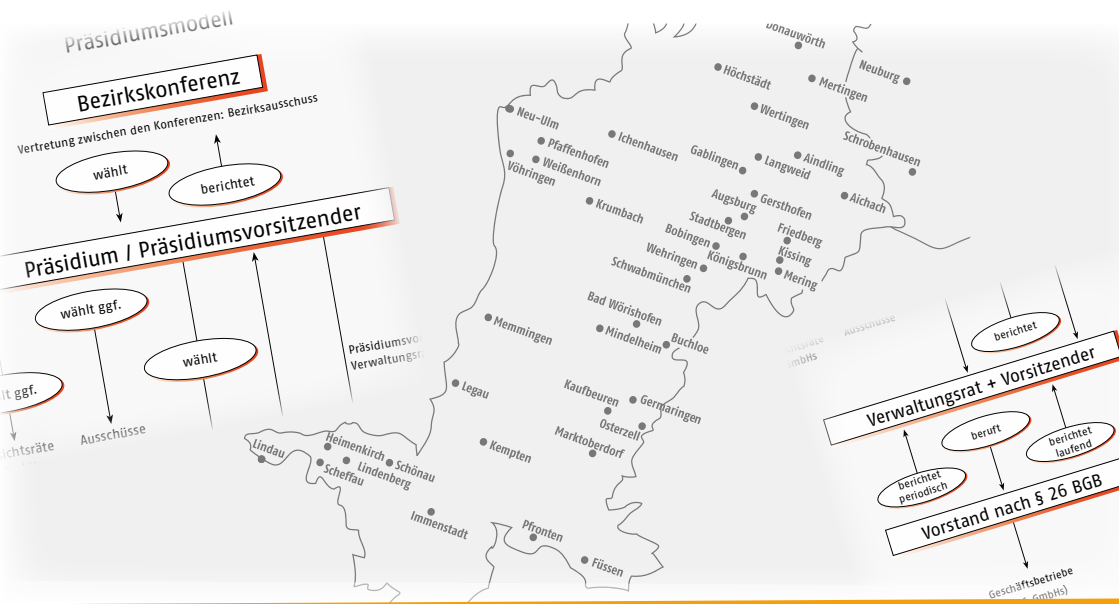 Präsidiumsmodell
Bezirkskonferenz
Vertretung zwischen den Konferenzen: Bezirksausschuss
wählt
berichtet
Präsidium / Präsidiumsvorsitzender
wählt ggf.
wählt
ggf.
Ausschüsse
Donauwörth
Neuburg
Höchstädt
Mertingen
Wertingen
Neu-Ulm
Ichenhausen
Schrobenhausen
Pfaffenhofen
Gablingen
Langweid
Aindling
Vöhringen
Weißenhorn
Aichach
Krumbach
Augsburg
Gersthofen
Stadtbergen
Friedberg
Bobingen
Kissing
Wehringen
Königsbrunn
Mering
Schwabmünchen
Bad Wörishofen
Memmingen
Mindelheim
Buchloe
Legau
Kaufbeuren
Germaringen
Osterzell
Marktoberdorf
Kempten
Lindau
Heimenkirch
Schönau
Scheffau
Lindenberg
Immenstadt
Pfronten
Füssen
Ausschüsse
berichtet
Verwaltungsrat + Vorsitzender
beruft
berichtet
laufend
berichtet
periodisch
Vorstand nach § 26 BGB
Geschäftsbetriebe
GmbHs)